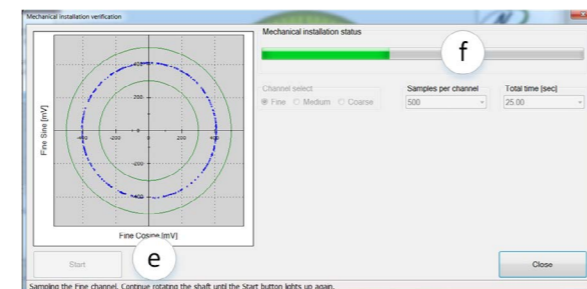 Mechanical installation verification
Mechanical installation status
f
Channel select
Fine Medium Coarse
Samples per channel
500
Total time [sec]
25.00
400
200
-400 -200 0 200 400
-200
-400
Fine Sine [mV]
Fine Cosine [mV]
e
Start
Close
Sampling the Fine channel. Continue rotating the shaft until the Start button lights up again.